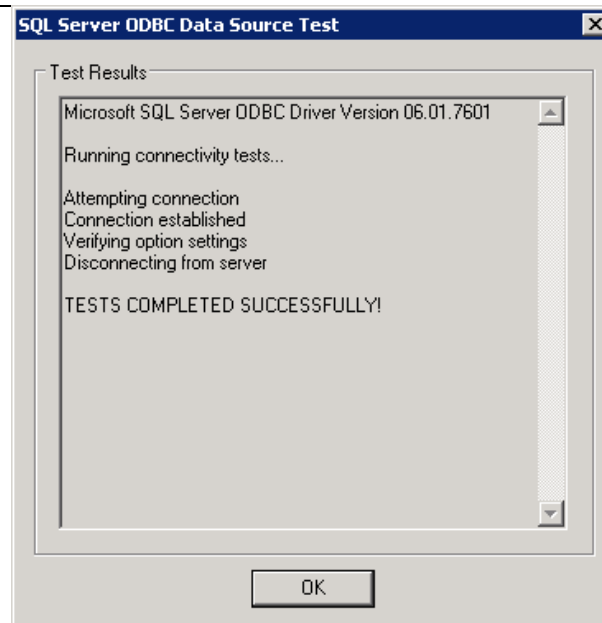 SQL Server ODBC Data Source Test
Test Results
Microsoft SQL Server ODBC Driver Version 06.01.7601
Running connectivity tests...
Attempting connection
Connection established
Verifying option settings
Disconnecting from server
TESTS COMPLETED SUCCESSFULLY!
OK